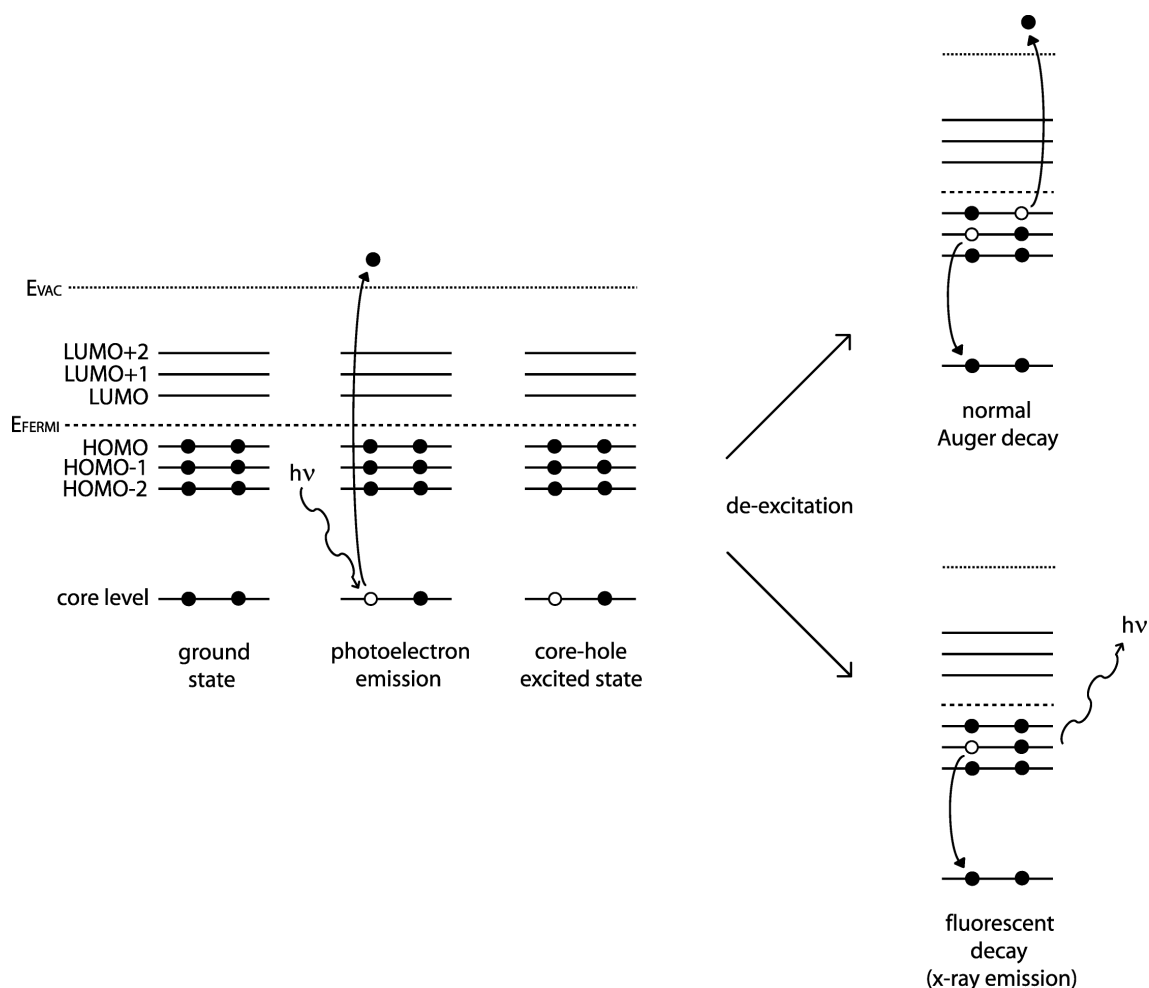 EVAC
LUMO+2
LUMO+1
LUMO
EFERMI
HOMO
HOMO-1
HOMO-2
hν
core level
ground
state
photoelectron
emission
core-hole
excited state
de-excitation
normal
Auger decay
hν
fluorescent
decay
(x-ray emission)